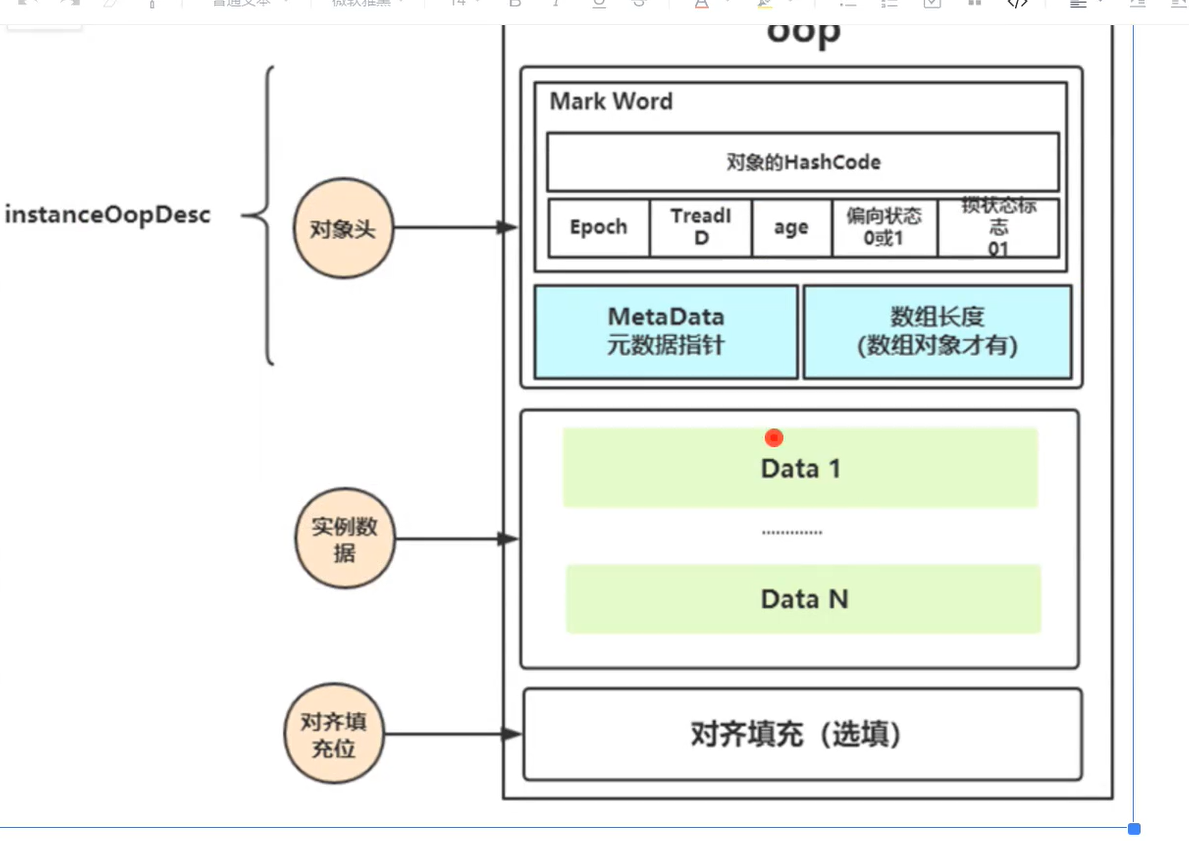 普通文本
微软雅黑
14
oop
Mark Word
对象的HashCode
instanceOopDesc
对象头
Epoch
TreadI
D
age
偏向状态
0或1
锁状态标
志
01
MetaData
元数据指针
数组长度
(数组对象才有)
Data 1
.............
实例数
据
Data N
对齐填
充位
对齐填充（选填）